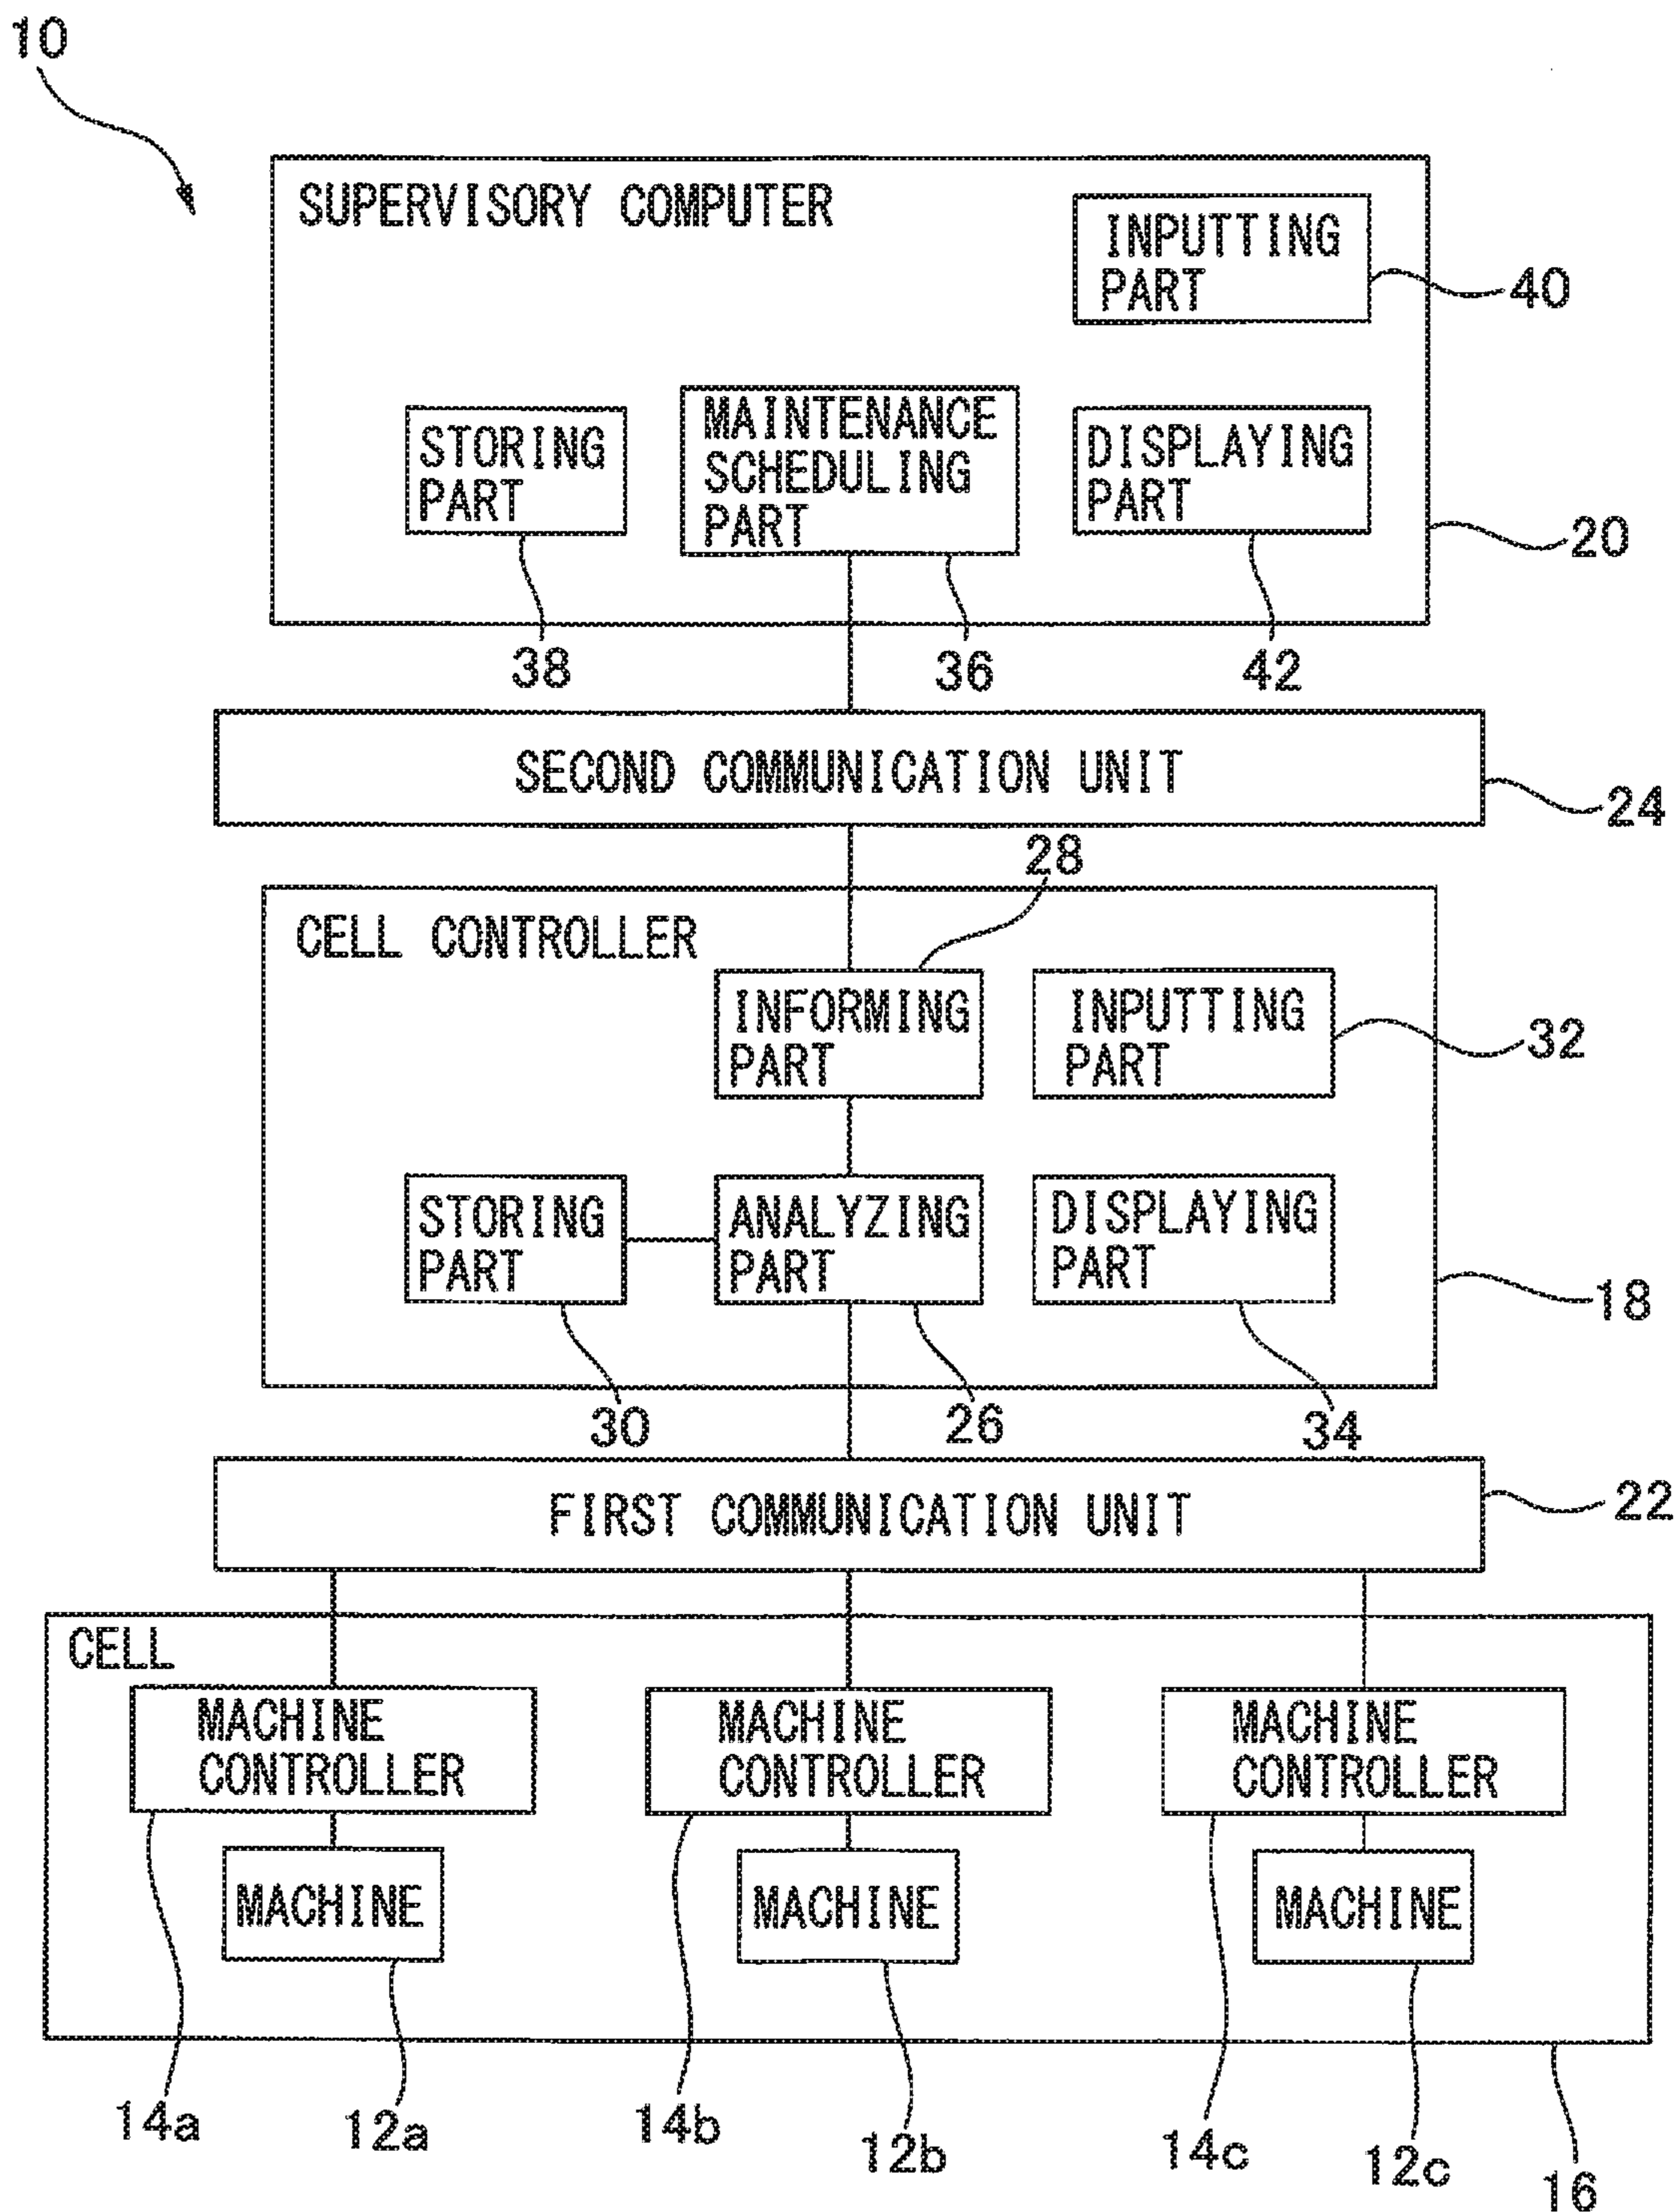 10
SUPERVISORY COMPUTER
INPUTTING
PART
40
STORING
PART
MAINTENANCE
SCHEDULING
PART
DISPLAYING
PART
20
38
36
42
SECOND COMMUNICATION UNIT
24
28
CELL CONTROLLER
INFORMING
PART
INPUTTING
PART
32
STORING
PART
ANALYZING
PART
DISPLAYING
PART
18
30
26
34
FIRST COMMUNICATION UNIT
22
CELL
MACHINE
CONTROLLER
MACHINE
CONTROLLER
MACHINE
CONTROLLER
MACHINE
MACHINE
MACHINE
14a
12a
14b
12b
14c
12c
16